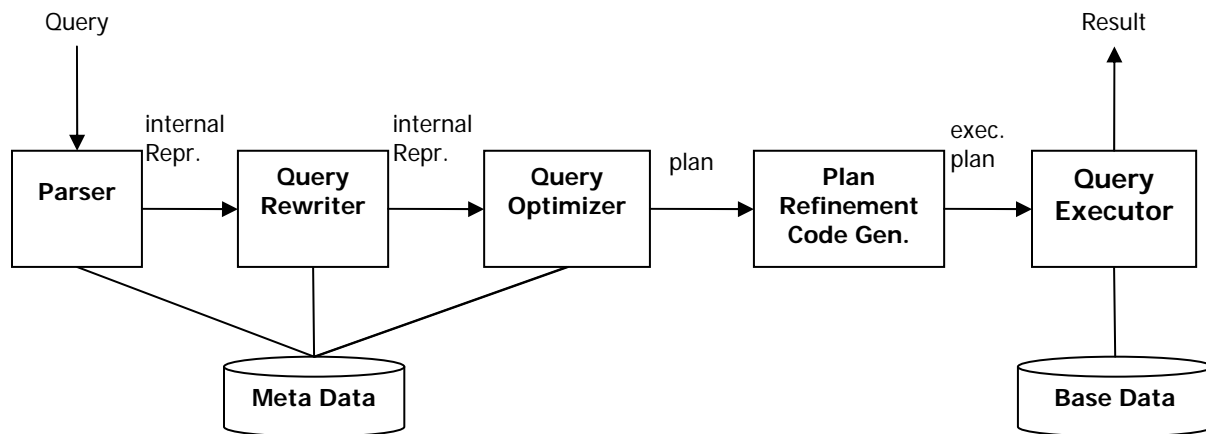 Query
Result
internal
Repr.
internal
Repr.
plan
exec.
plan
Parser
Query
Rewriter
Query
Optimizer
Plan
Refinement
Code Gen.
Query
Executor
Meta Data
Base Data